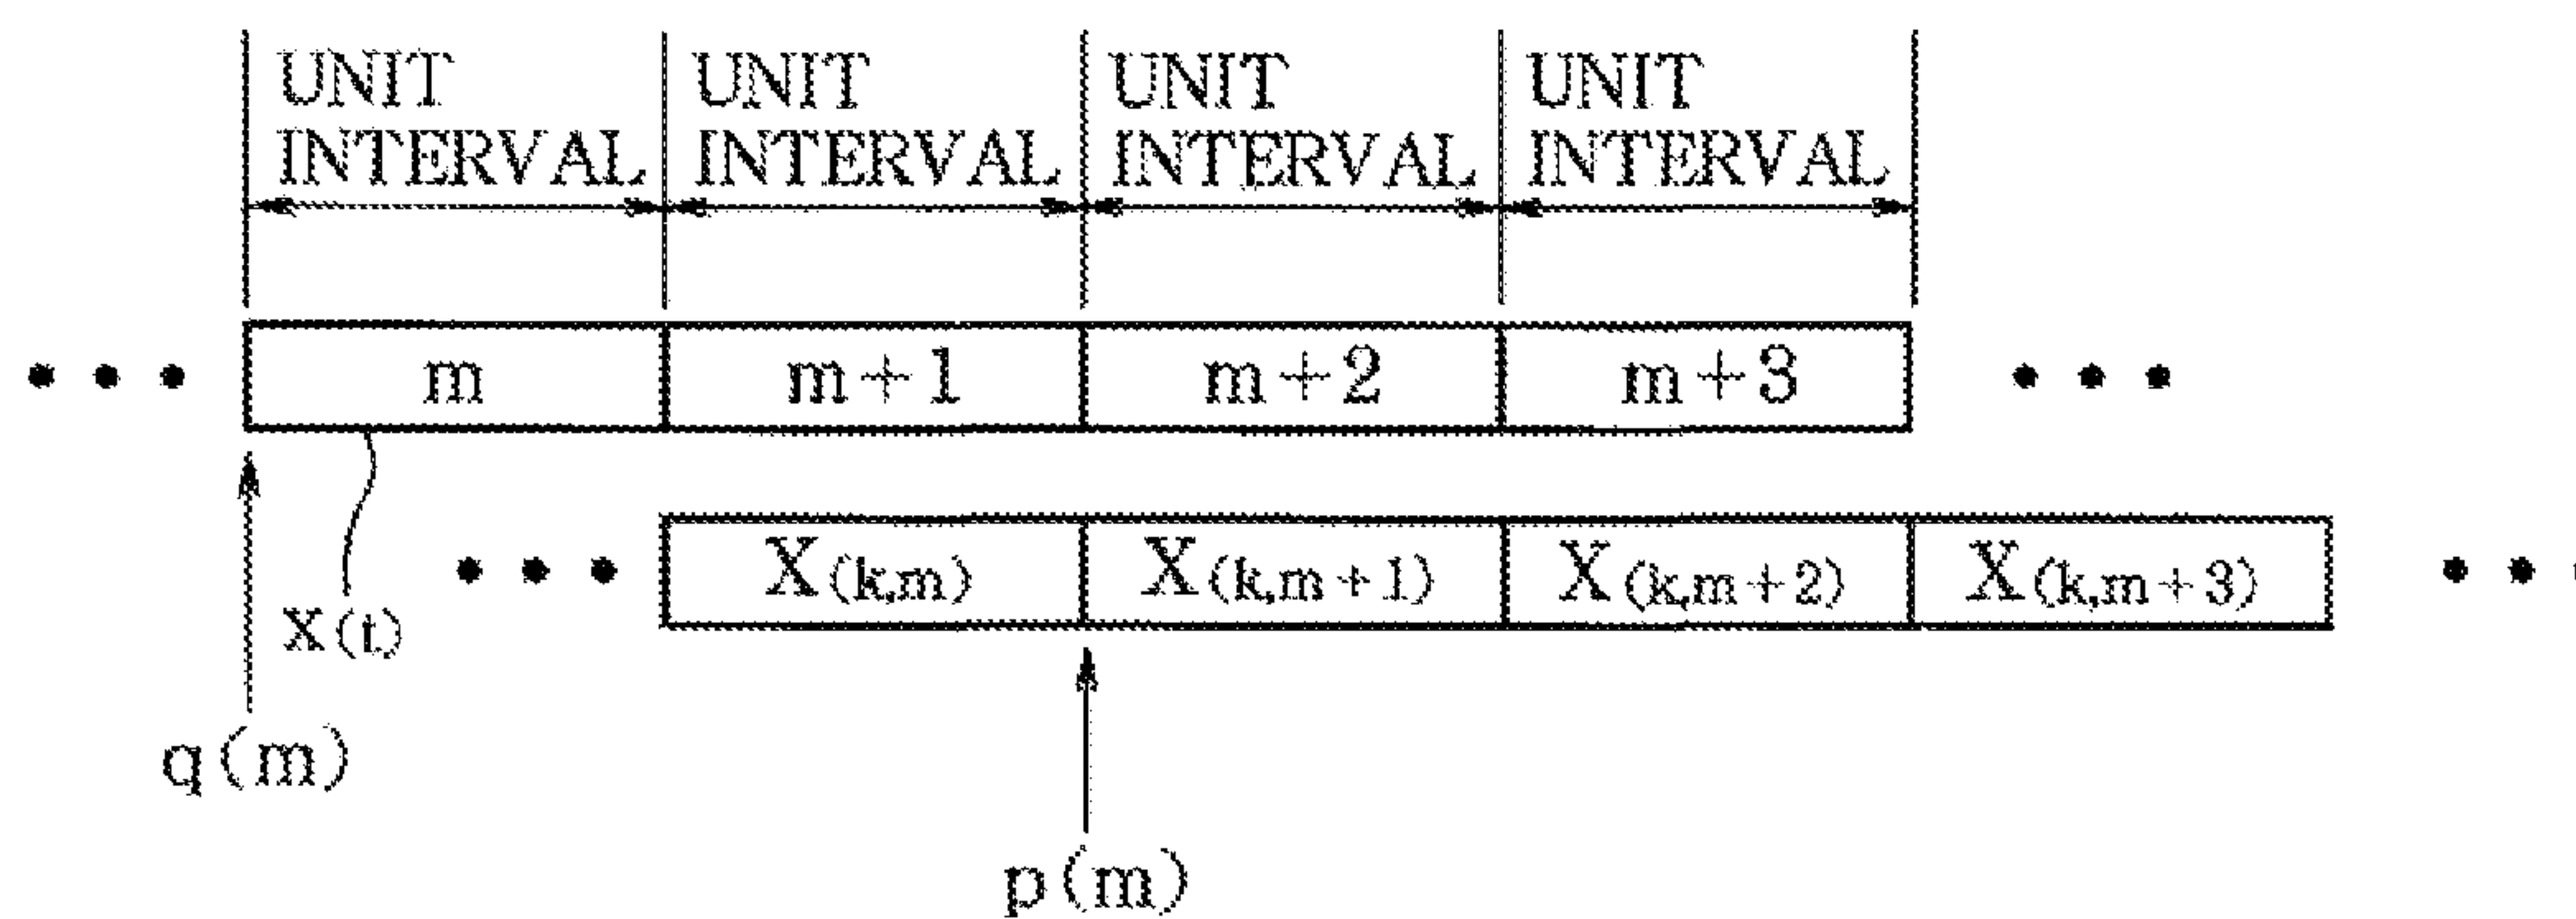 UNIT UNIT UNIT UNIT
INTERVAL INTERVAL INTERVAL INTERVAL
••• m m+1 m+2 m+3 •••
••• X(k,m) X(k,m+1) X(k,m+2) X(k,m+3) •••
X(t)
q(m)
p(m)